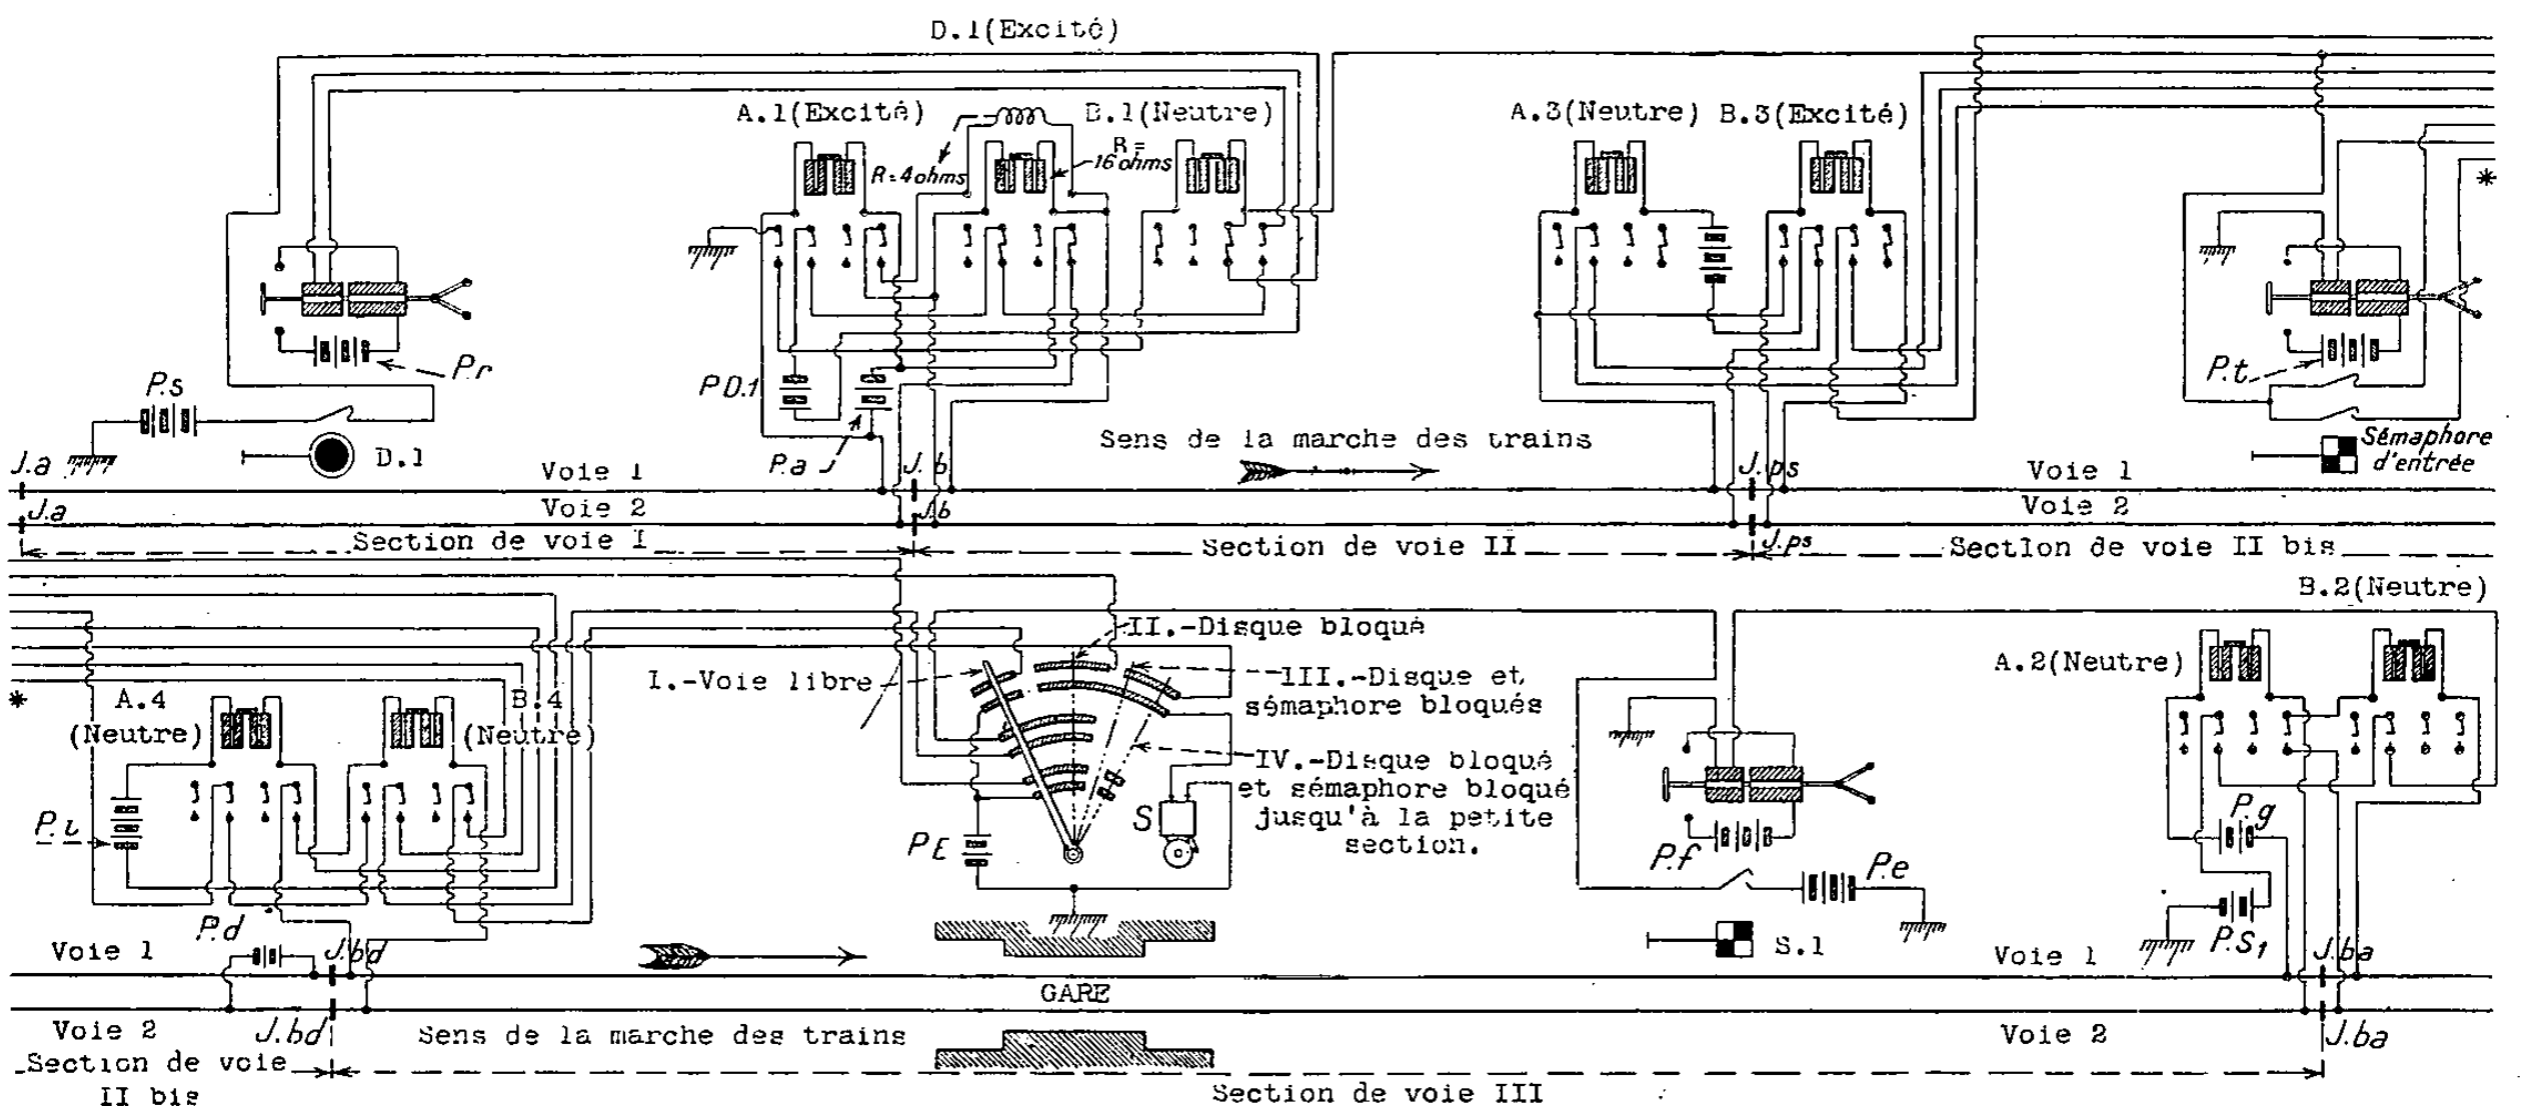 D.1(Excité)
A.1(Excité)
B.1(Neutre)
R=4ohms
R=
16 ohms
A.3(Neutre)
B.3(Excité)
*
P.s
P.r
D.1
P.D.1
P.a
P.t
Sémaphore
d'entrée
Sens de la marche des trains
J.a
Voie 1
J.b
J.ps
Voie 1
J.a
Voie 2
J.b
Voie 2
J.ps
Section de voie I
Section de voie II
Section de voie II bis
B.2(Neutre)
II.-Disque bloqué
I.-Voie libre
III.-Disque et
sémaphore bloqués
A.2(Neutre)
*
A.4
(Neutre)
B.4
(Neutre)
IV.-Disque bloqué
et sémaphore bloqué
jusqu'à la petite
section.
P.i
P.E
S
P.f
P.e
P.g
P.S1
P.d
Voie 1
J.bd
S.1
Voie 1
J.ba
GARE
Voie 2
J.bd
Sens de la marche des trains
Voie 2
J.ba
Section de voie
II bis
Section de voie III